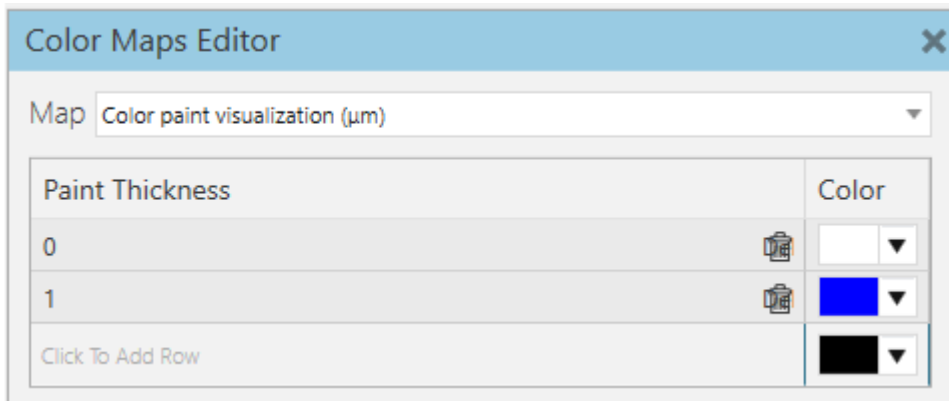 Color Maps Editor
Map Color paint visualization (µm)
Paint Thickness Color
0
1
Click To Add Row